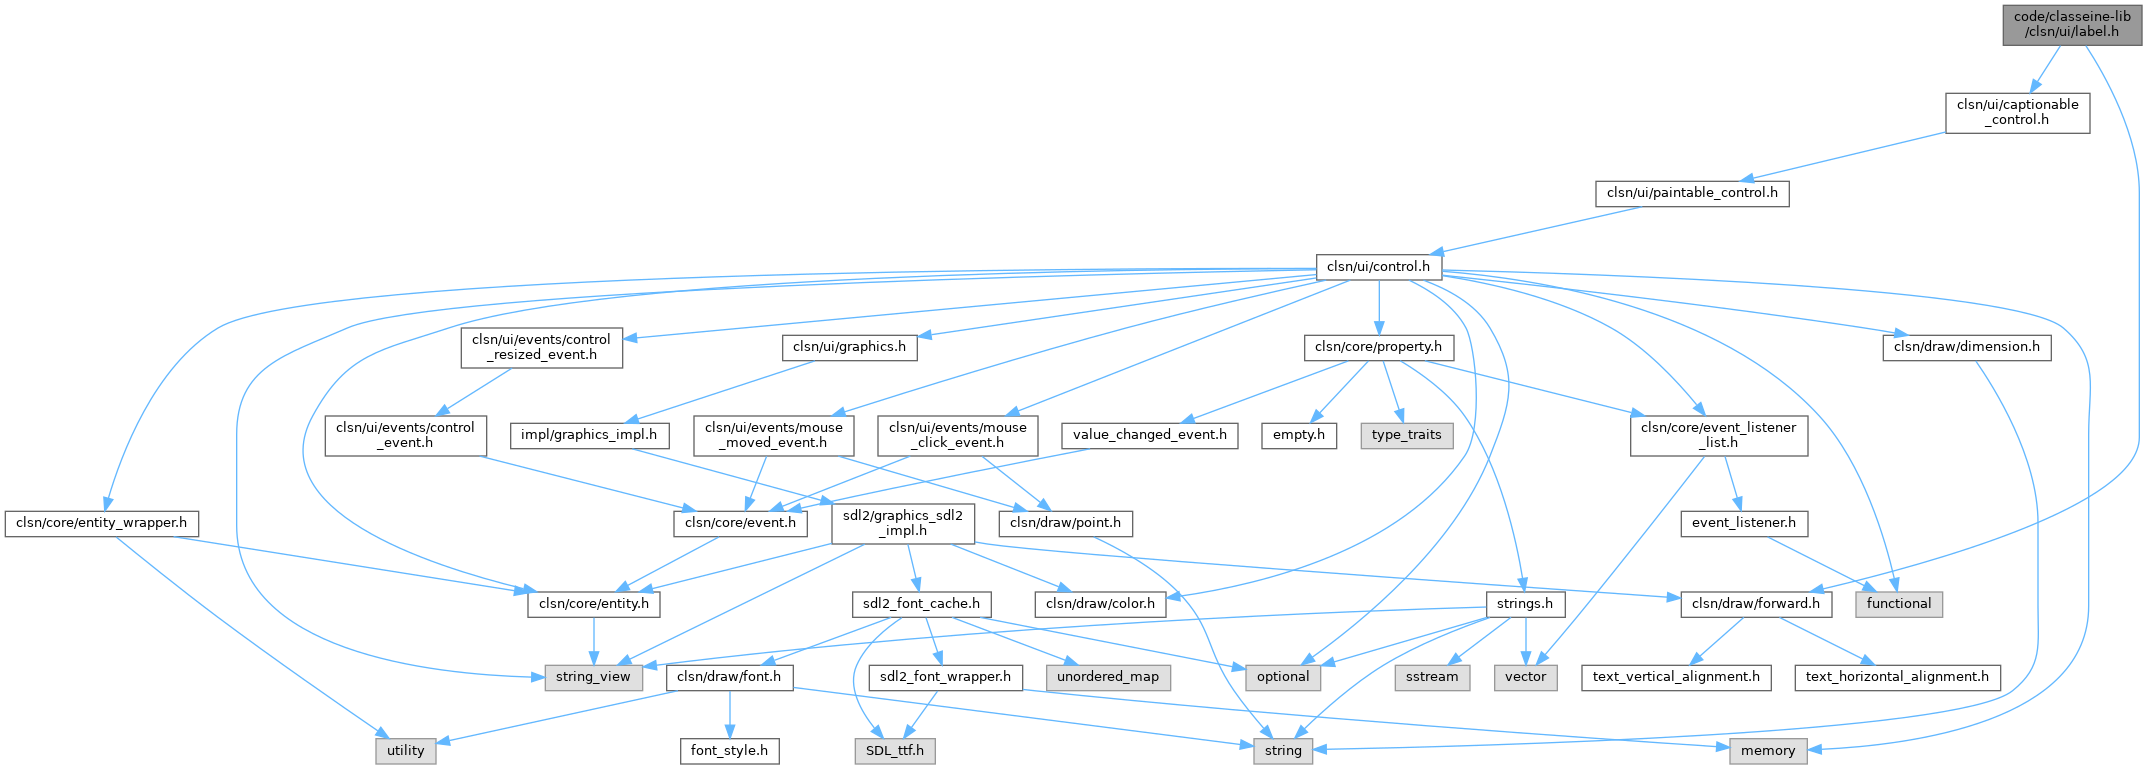 code/classeine-lib
/clsn/ui/label.h
clsn/ui/captionable
_control.h
clsn/ui/paintable_control.h
clsn/ui/control.h
clsn/ui/events/control
_resized_event.h
clsn/ui/graphics.h
clsn/core/property.h
clsn/draw/dimension.h
clsn/ui/events/control
_event.h
impl/graphics_impl.h
clsn/ui/events/mouse
_moved_event.h
clsn/ui/events/mouse
_click_event.h
value_changed_event.h
empty.h
type_traits
clsn/core/event_listener
_list.h
clsn/core/entity_wrapper.h
clsn/core/event.h
sdl2/graphics_sdl2
_impl.h
clsn/draw/point.h
event_listener.h
clsn/core/entity.h
sdl2_font_cache.h
clsn/draw/color.h
strings.h
clsn/draw/forward.h
functional
string_view
clsn/draw/font.h
sdl2_font_wrapper.h
unordered_map
optional
sstream
vector
text_vertical_alignment.h
text_horizontal_alignment.h
utility
font_style.h
SDL_ttf.h
string
memory